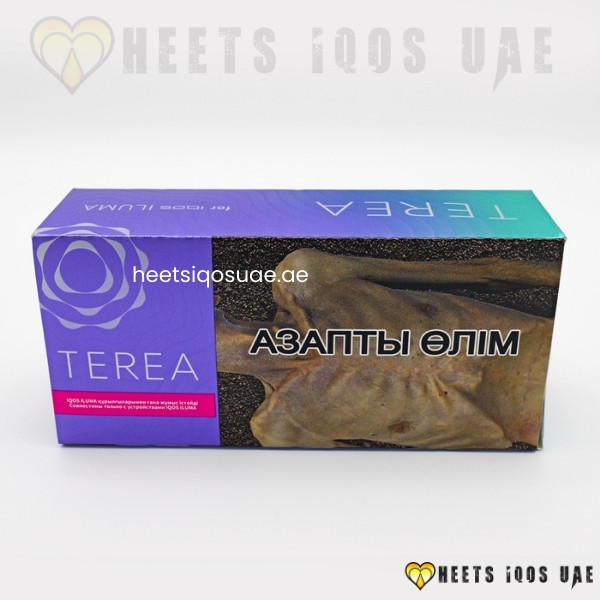 HEETS iQOS UAE
for IQOS ILUMA
TEREA
heetsiqosuae.ae
АЗАПТЫ ӨЛІМ
TEREA
IQOS ILUMA құрылғыларымен ғана жұмыс істейді
Совместимы только с устройствами IQOS ILUMA
HEETS iQOS UAE